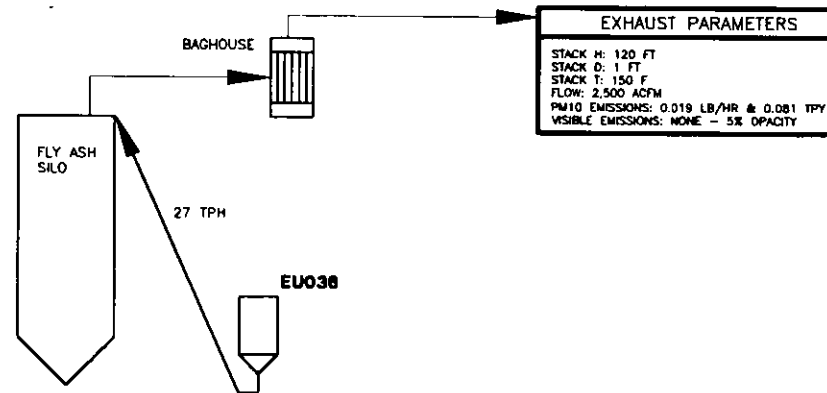 BAGHOUSE
EXHAUST PARAMETERS
STACK H: 120 FT
STACK D: 1 FT
STACK T: 150 F
FLOW: 2,500 ACFM
PM10 EMISSIONS: 0.019 LB/HR & 0.081 TPY
VISIBLE EMISSIONS: NONE – 5% OPACITY
FLY ASH
SILO
27 TPH
EU036